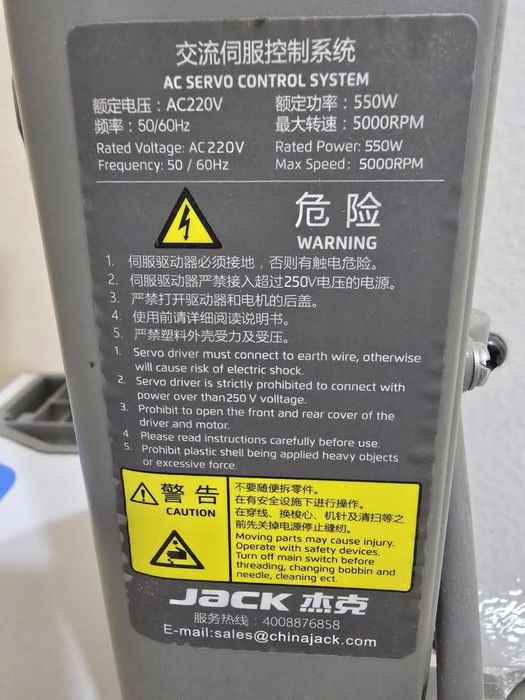 交流伺服控制系统
AC SERVO CONTROL SYSTEM
额定电压：AC220V 额定功率：550W
频率：50/60Hz 最大转速：5000RPM
Rated Voltage: AC 220V Rated Power: 550W
Frequency: 50 / 60Hz Max Speed: 5000RPM
危险
WARNING
1. 伺服驱动器必须接地，否则有触电危险。
2. 伺服驱动器严禁接入超过250V电压的电源。
3. 严禁打开驱动器和电机的后盖。
4. 使用前请详细阅读说明书。
5. 严禁塑料外壳受力及受压。
1. Servo driver must connect to earth wire, otherwise
will cause risk of electric shock.
2. Servo driver is strictly prohibited to connect with
power over than 250 V voltage.
3. Prohibit to open the front and rear cover of the
driver and motor.
4. Please read instructions carefully before use.
5. Prohibit plastic shell being applied heavy objects
or excessive force.
警告
CAUTION
不要随便拆零件。
在有安全设施下进行操作。
在穿线、换梭心、机针及清扫等之
前先关掉电源停止缝纫。
Moving parts may cause injury.
Operate with safety devices.
Turn off main switch before
threading, changing bobbin and
needle, cleaning ect.
JACK 杰克
服务热线：4008876858
E-mail:sales@chinajack.com